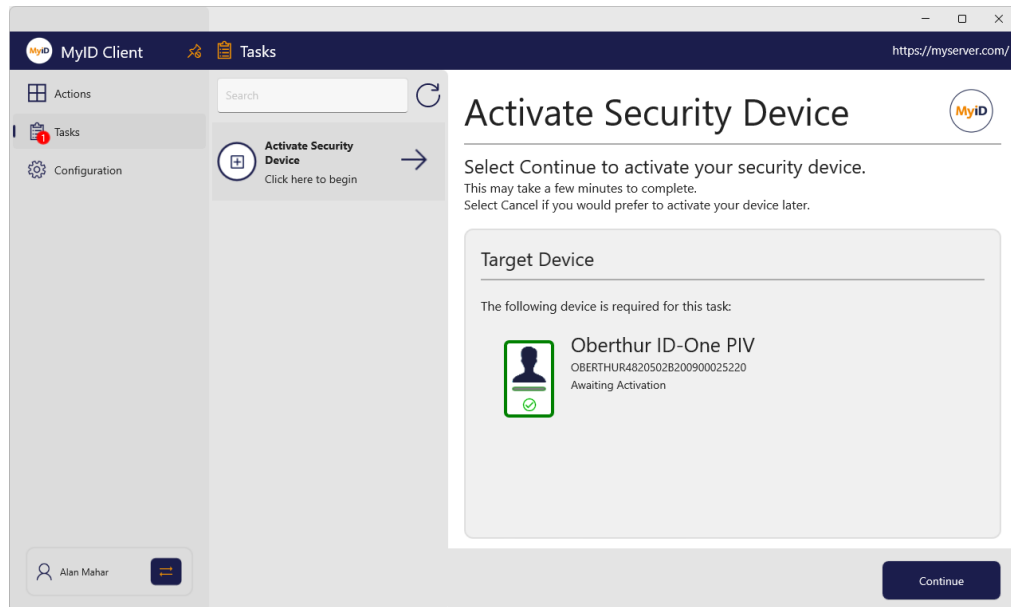 MyiD
MyID Client
Tasks
https://myserver.com/
Actions
1
Tasks
Configuration
Search
Activate Security
Device
Click here to begin
Activate Security Device
MyiD
Select Continue to activate your security device.
This may take a few minutes to complete.
Select Cancel if you would prefer to activate your device later.
Target Device
The following device is required for this task:
Oberthur ID-One PIV
OBERTHUR4820502B200900025220
Awaiting Activation
Alan Mahar
Continue